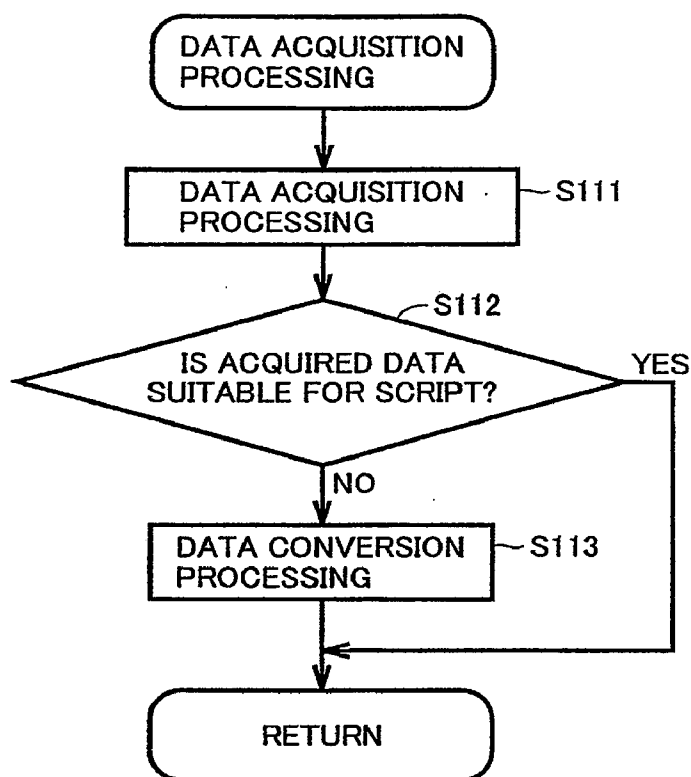 DATA ACQUISITION
PROCESSING
DATA ACQUISITION
PROCESSING
S111
S112
IS ACQUIRED DATA
SUITABLE FOR SCRIPT?
YES
NO
DATA CONVERSION
PROCESSING
S113
RETURN